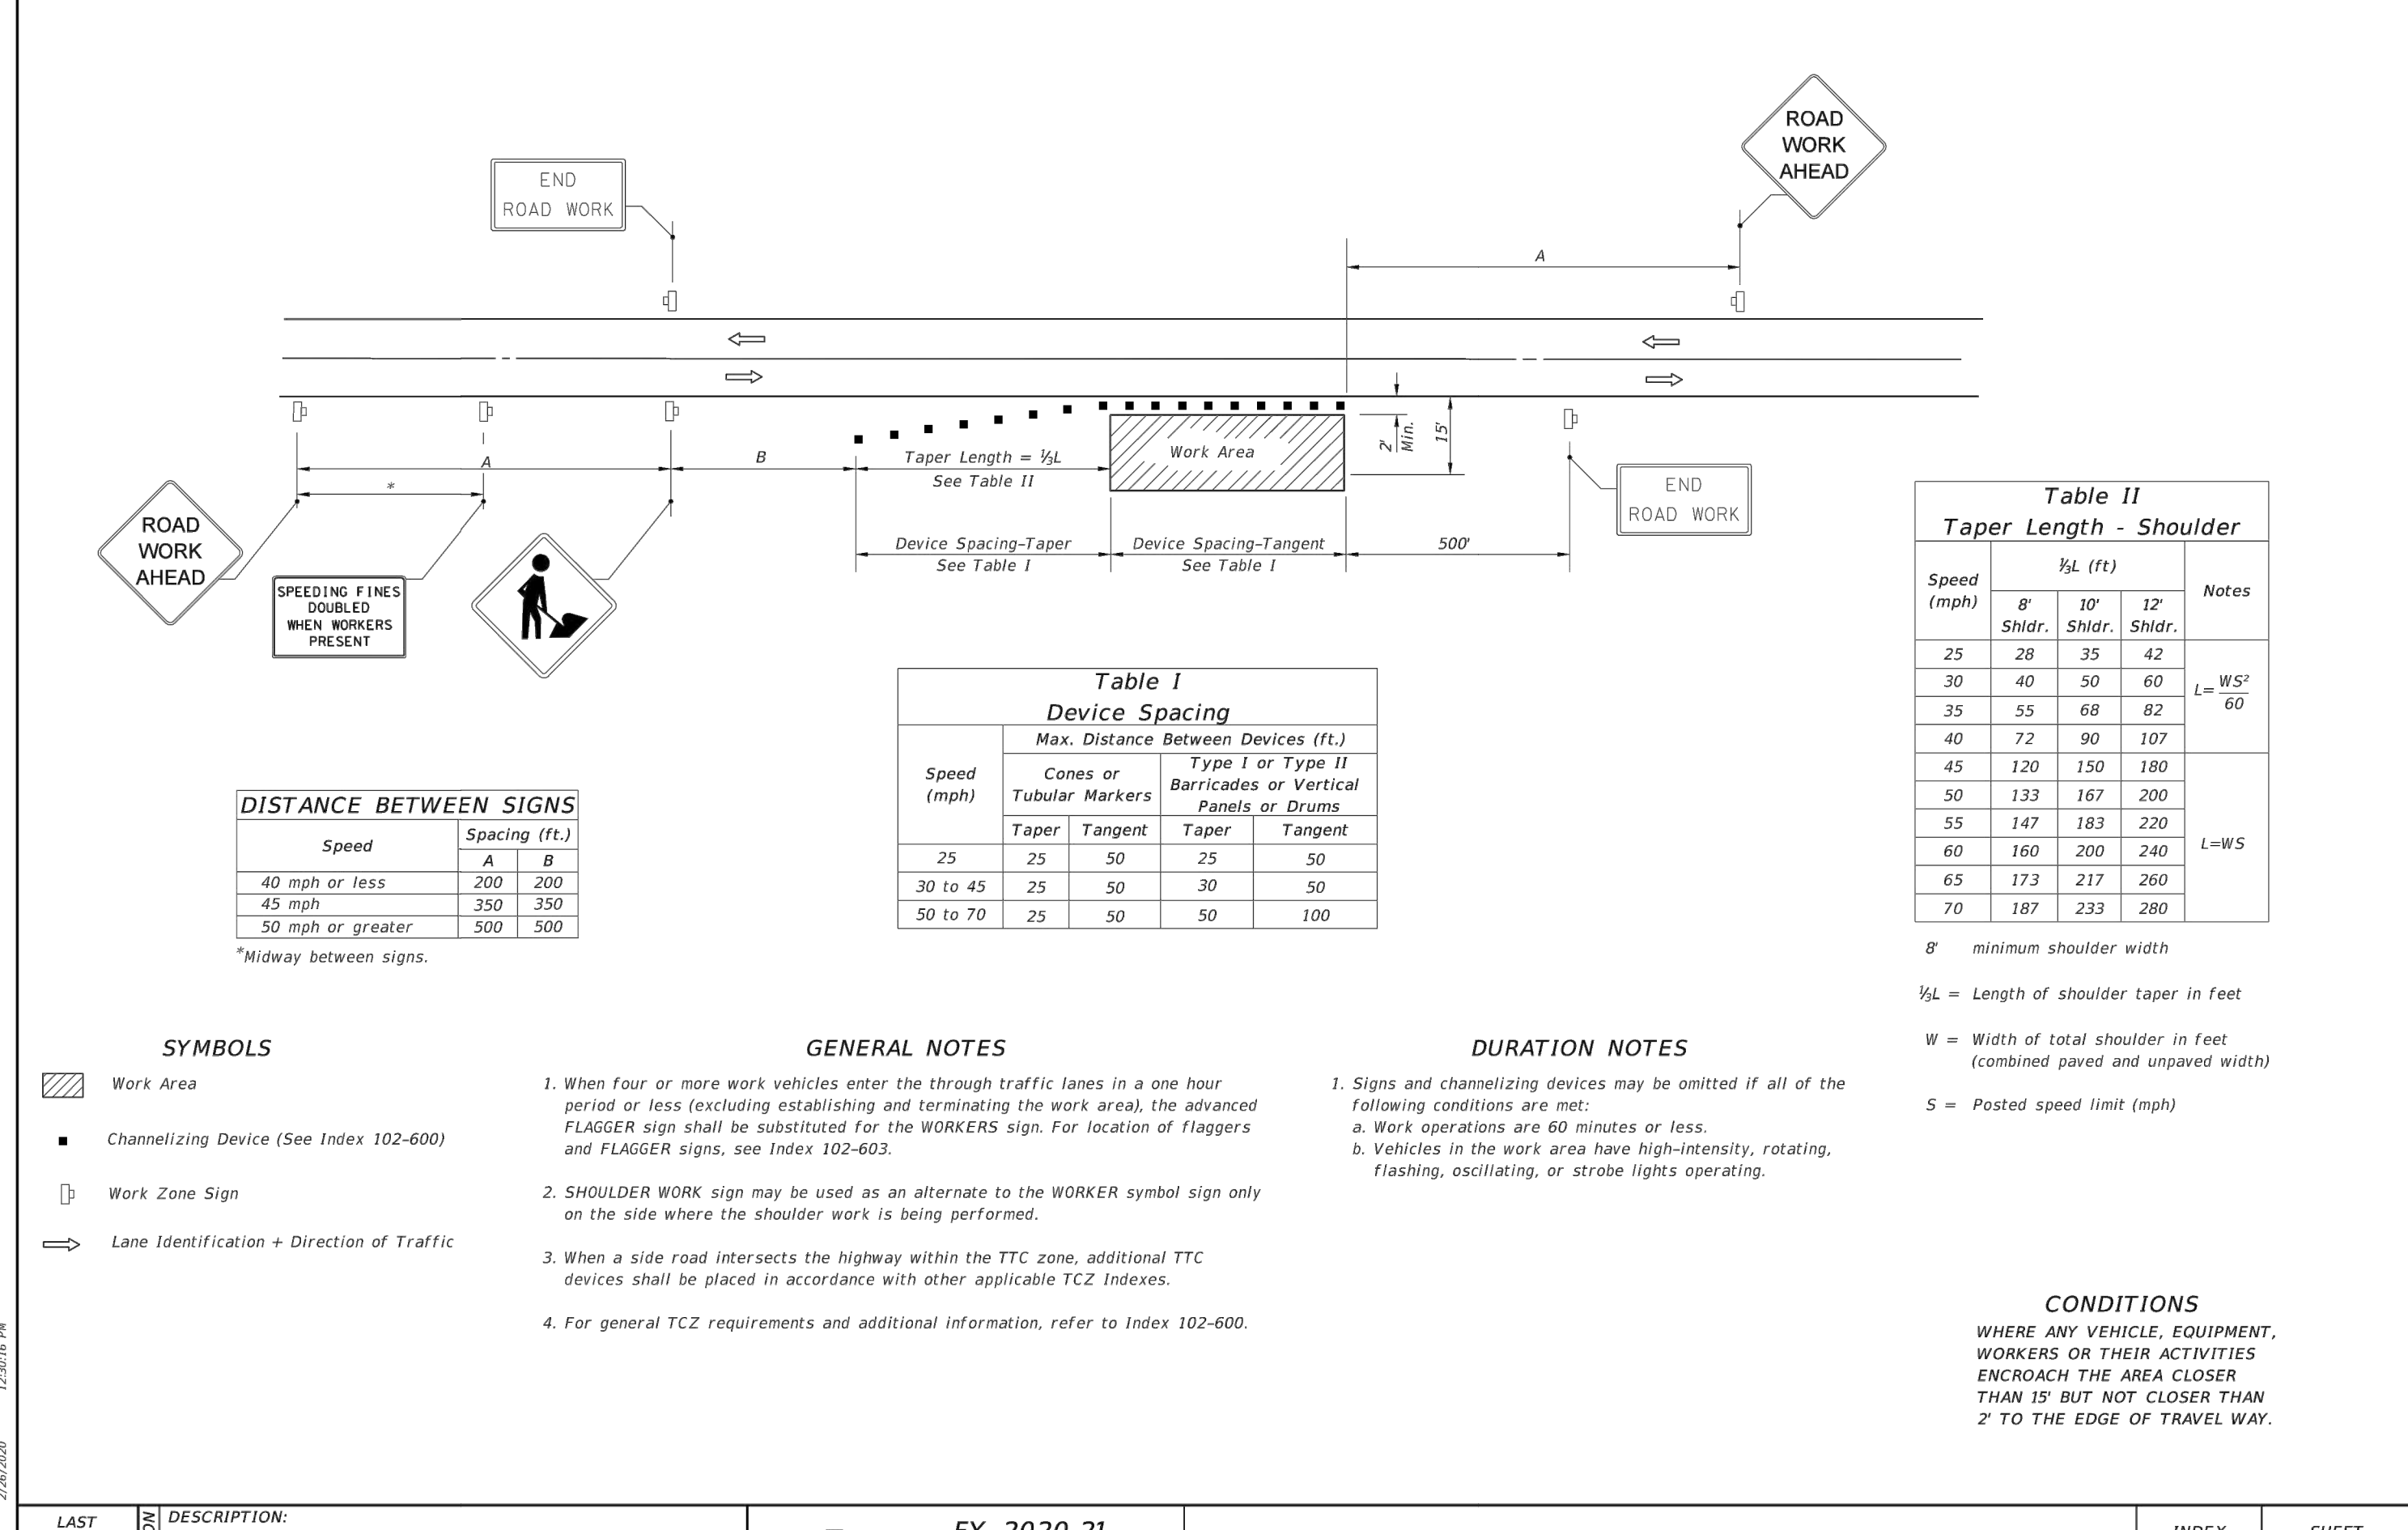 ROAD
WORK
AHEAD
END
ROAD WORK
A
A
*
B
Taper Length = ⅓L
See Table II
Work Area
2'
Min.
15'
END
ROAD WORK
Device Spacing-Taper
See Table I
Device Spacing-Tangent
See Table I
500'
ROAD
WORK
AHEAD
SPEEDING FINES
DOUBLED
WHEN WORKERS
PRESENT
Table II
Taper Length - Shoulder
Speed
(mph)
⅓L (ft)
Notes
8'
Shldr.
10'
Shldr.
12'
Shldr.
25 28 35 42
30 40 50 60
35 55 68 82
40 72 90 107
L= WS²
60
45 120 150 180
50 133 167 200
55 147 183 220
60 160 200 240
65 173 217 260
70 187 233 280
L=WS
8' minimum shoulder width
⅓L = Length of shoulder taper in feet
W = Width of total shoulder in feet
(combined paved and unpaved width)
S = Posted speed limit (mph)
Table I
Device Spacing
Speed
(mph)
Max. Distance Between Devices (ft.)
Cones or
Tubular Markers
Type I or Type II
Barricades or Vertical
Panels or Drums
Taper Tangent Taper Tangent
25 25 50 25 50
30 to 45 25 50 30 50
50 to 70 25 50 50 100
DISTANCE BETWEEN SIGNS
Speed
Spacing (ft.)
A B
40 mph or less 200 200
45 mph 350 350
50 mph or greater 500 500
*Midway between signs.
SYMBOLS
Work Area
Channelizing Device (See Index 102-600)
Work Zone Sign
Lane Identification + Direction of Traffic
GENERAL NOTES
1. When four or more work vehicles enter the through traffic lanes in a one hour
period or less (excluding establishing and terminating the work area), the advanced
FLAGGER sign shall be substituted for the WORKERS sign. For location of flaggers
and FLAGGER signs, see Index 102-603.
2. SHOULDER WORK sign may be used as an alternate to the WORKER symbol sign only
on the side where the shoulder work is being performed.
3. When a side road intersects the highway within the TTC zone, additional TTC
devices shall be placed in accordance with other applicable TCZ Indexes.
4. For general TCZ requirements and additional information, refer to Index 102-600.
DURATION NOTES
1. Signs and channelizing devices may be omitted if all of the
following conditions are met:
a. Work operations are 60 minutes or less.
b. Vehicles in the work area have high-intensity, rotating,
flashing, oscillating, or strobe lights operating.
CONDITIONS
WHERE ANY VEHICLE, EQUIPMENT,
WORKERS OR THEIR ACTIVITIES
ENCROACH THE AREA CLOSER
THAN 15' BUT NOT CLOSER THAN
2' TO THE EDGE OF TRAVEL WAY.
2/26/2020 12:30:16 PM
LAST
DESCRIPTION:
FY 2020-21
INDEX
SHEET